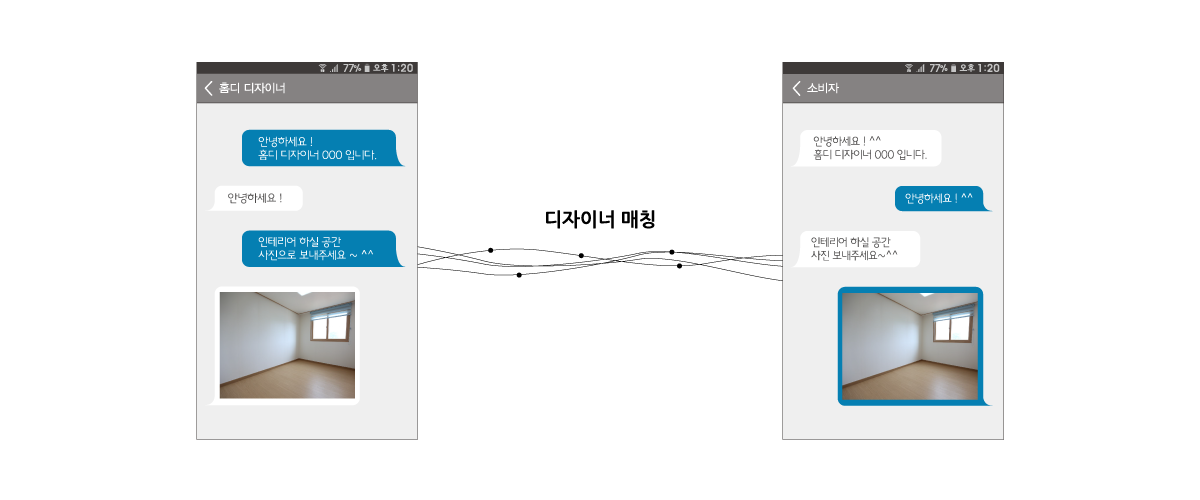 77% 오후 1:20
홈디 디자이너
안녕하세요 !
홈디 디자이너 000 입니다.
안녕하세요 !
인테리어 하실 공간
사진으로 보내주세요 ~ ^^
디자이너 매칭
77% 오후 1:20
소비자
안녕하세요 ! ^^
홈디 디자이너 000 입니다.
안녕하세요 ! ^^
인테리어 하실 공간
사진 보내주세요~^^